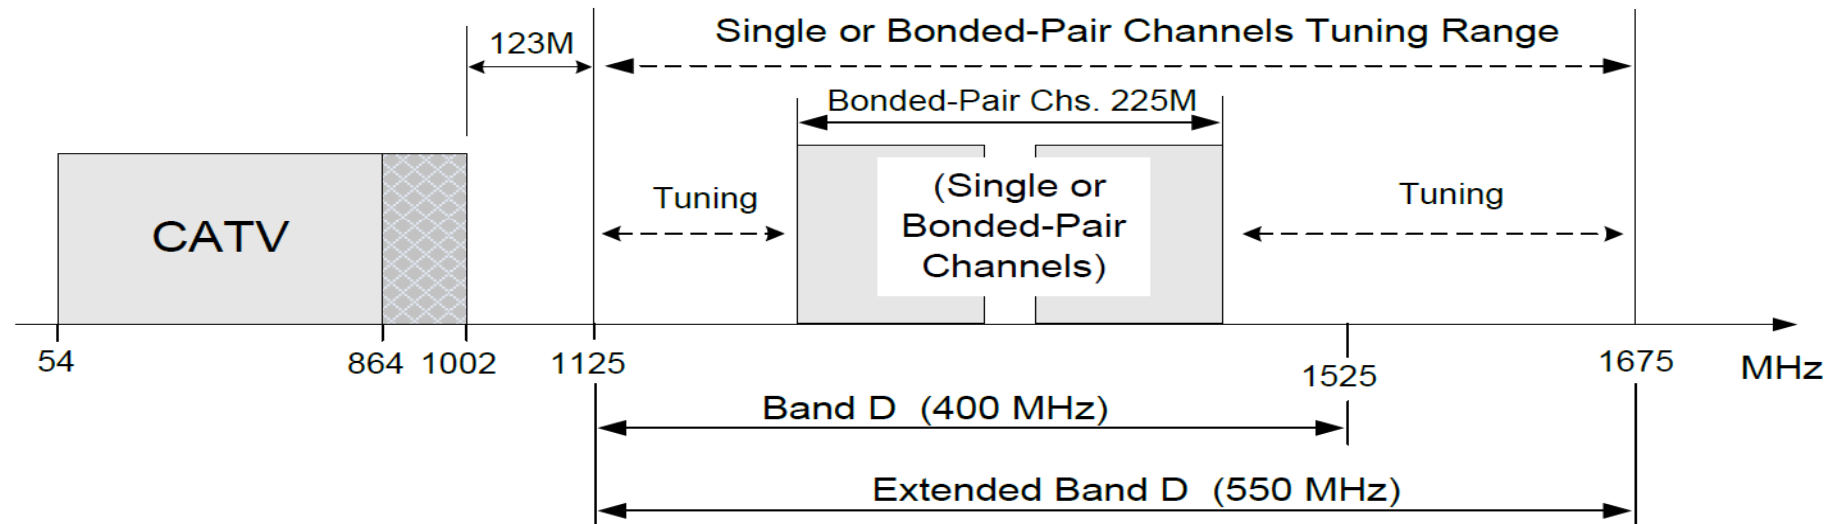 Single or Bonded-Pair Channels Tuning Range
123M
Bonded-Pair Chs. 225M
CATV
Tuning
(Single or
Bonded-Pair
Channels)
Tuning
54
864
1002
1125
1525
1675
MHz
Band D (400 MHz)
Extended Band D (550 MHz)